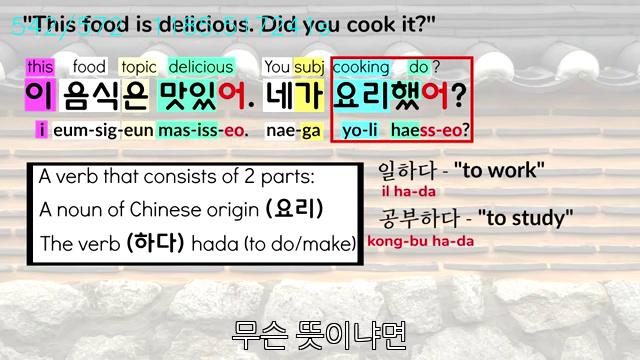 "This food is delicious. Did you cook it?"
this food topic delicious You subj cooking do ?
이 음식은 맛있어. 네가 요리했어?
i eum-sig-eun mas-iss-eo. nae-ga yo-li haess-eo?
A verb that consists of 2 parts:
A noun of Chinese origin (요리)
The verb (하다) hada (to do/make)
일하다 - "to work"
il ha-da
공부하다 - "to study"
kong-bu ha-da
무슨 뜻이냐면